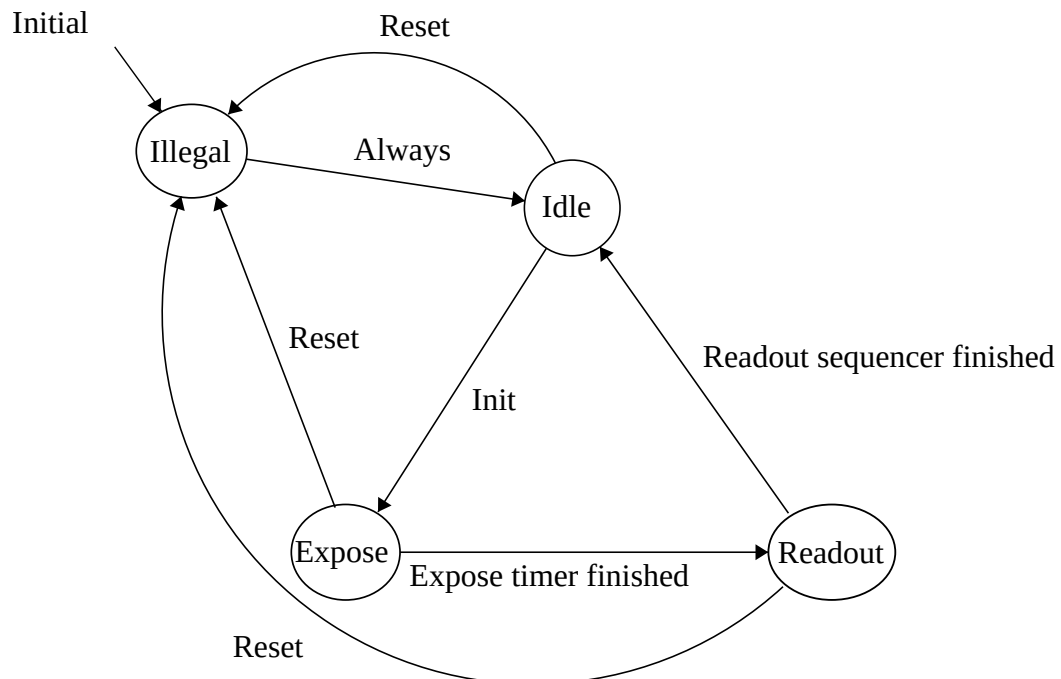 Initial
Reset
Illegal
Always
Idle
Reset
Readout sequencer finished
Init
Expose
Readout
Expose timer finished
Reset